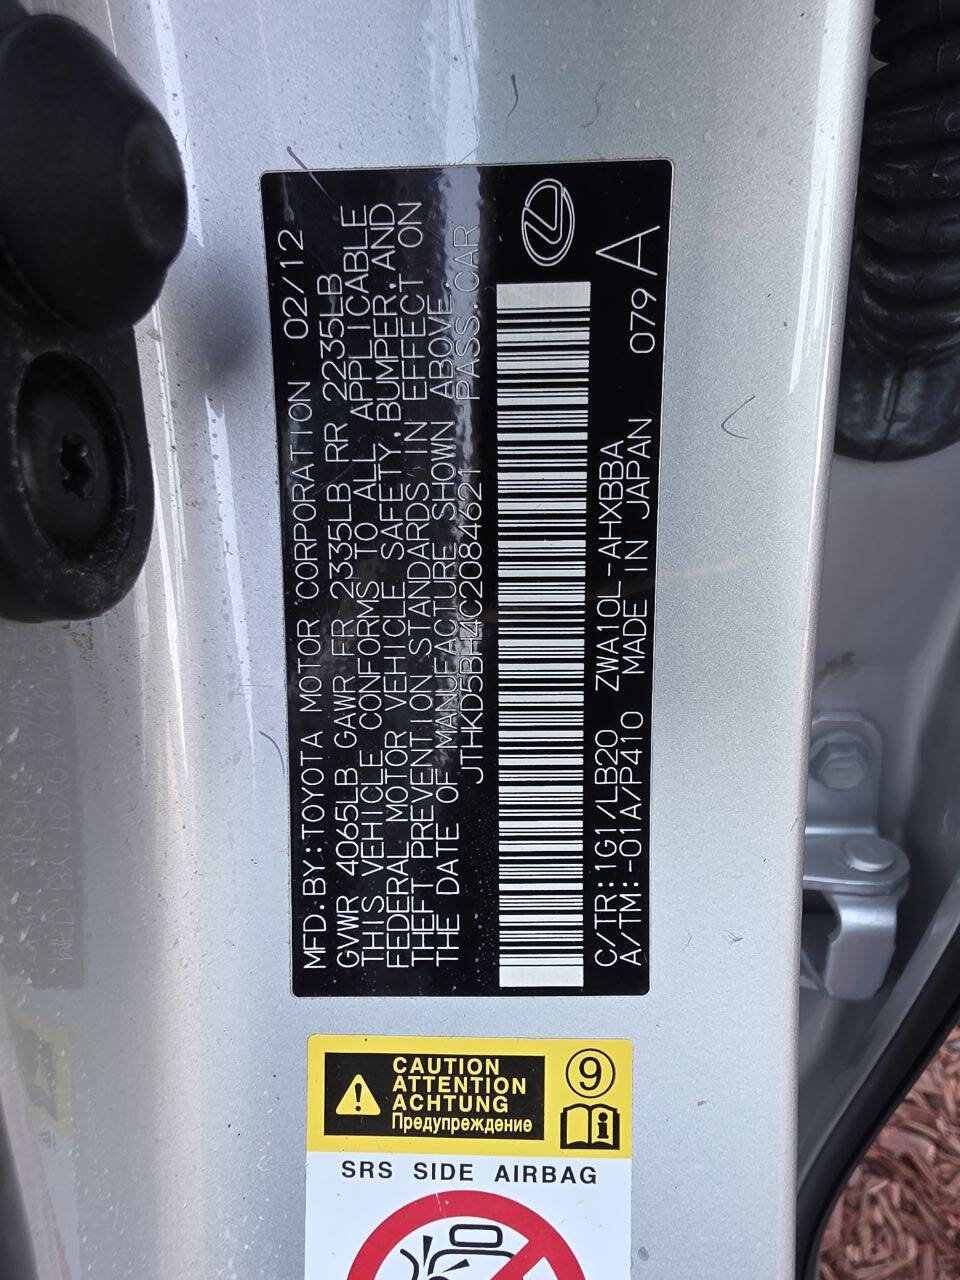 MFD.BY:TOYOTA MOTOR CORPORATION 02/12
GVWR 4065LB GAWR FR 2335LB RR 2235LB
THIS VEHICLE CONFORMS TO ALL APPLICABLE
FEDERAL MOTOR VEHICLE SAFETY,BUMPER,AND
THEFT PREVENTION STANDARDS IN EFFECT ON
THE DATE OF MANUFACTURE SHOWN ABOVE.
JTHKD5BH4C2084621 PASS.CAR
C/TR:1G1/LB20 ZWA10L-AHXBBA 079 A
A/TM:-01A/P410 MADE IN JAPAN
CAUTION
ATTENTION
ACHTUNG
Предупреждение
9
SRS SIDE AIRBAG